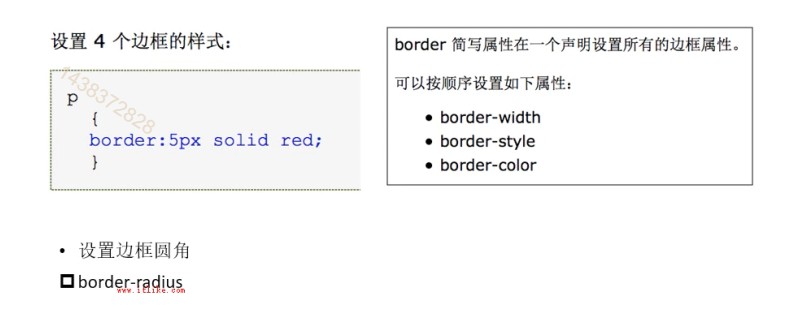 设置 4 个边框的样式：
p
{
border:5px solid red;
}
1438372828
border 简写属性在一个声明设置所有的边框属性。
可以按顺序设置如下属性：
• border-width
• border-style
• border-color
• 设置边框圆角
border-radius
www.itlike.com